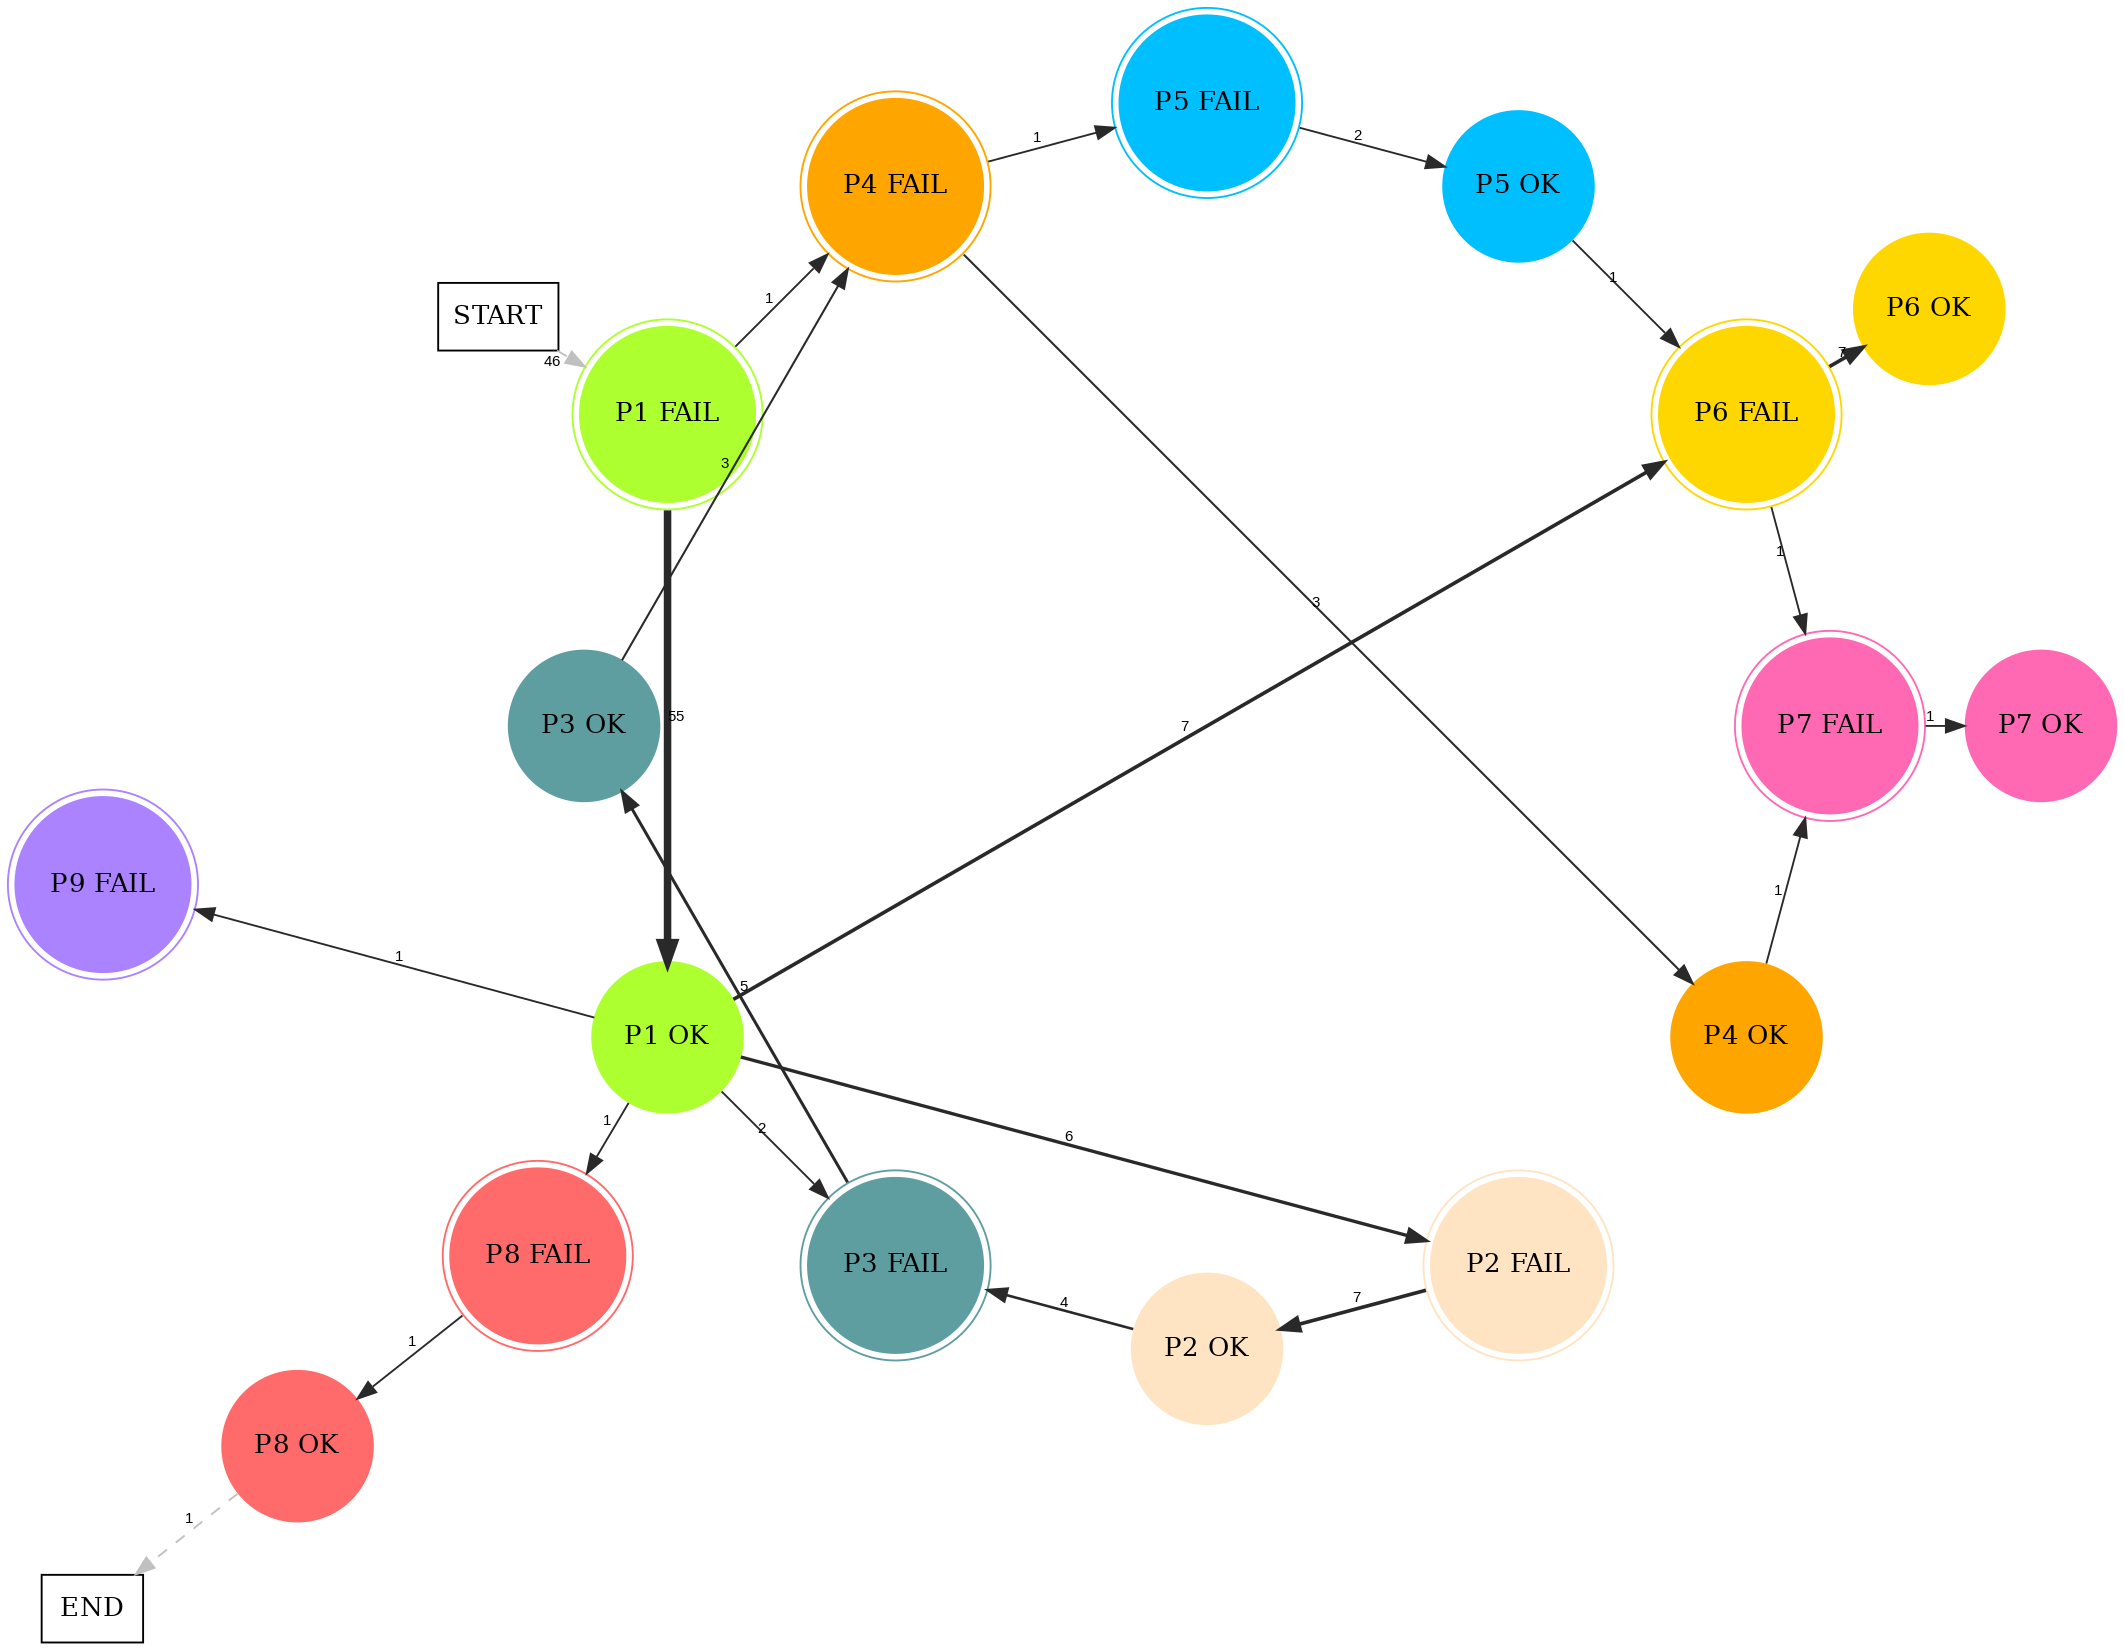 P5 FAIL
1
2
P4 FAIL
P5 OK
1
START
46
1
P6 OK
7
P1 FAIL
P6 FAIL
3
1
3
55
P3 OK
7
P7 FAIL
1
P7 OK
P9 FAIL
1
1
5
P1 OK
P4 OK
1
2
6
P8 FAIL
P3 FAIL
P2 FAIL
4
7
1
P2 OK
P8 OK
1
END